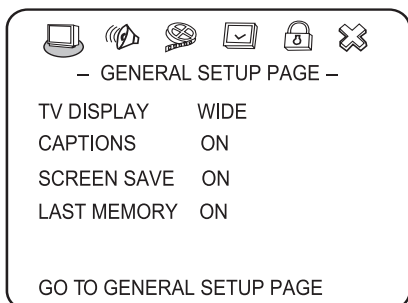 – GENERAL SETUP PAGE –
TV DISPLAY WIDE
CAPTIONS ON
SCREEN SAVE ON
LAST MEMORY ON
GO TO GENERAL SETUP PAGE